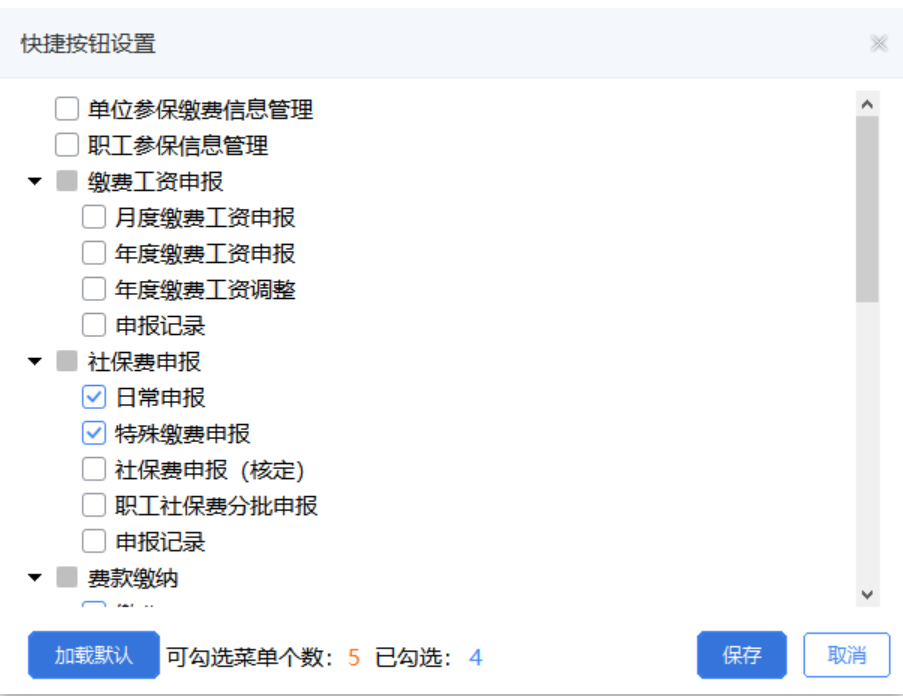 快捷按钮设置
单位参保缴费信息管理
职工参保信息管理
缴费工资申报
月度缴费工资申报
年度缴费工资申报
年度缴费工资调整
申报记录
社保费申报
日常申报
特殊缴费申报
社保费申报（核定）
职工社保费分批申报
申报记录
费款缴纳
加载默认 可勾选菜单个数：5 已勾选：4 保存 取消